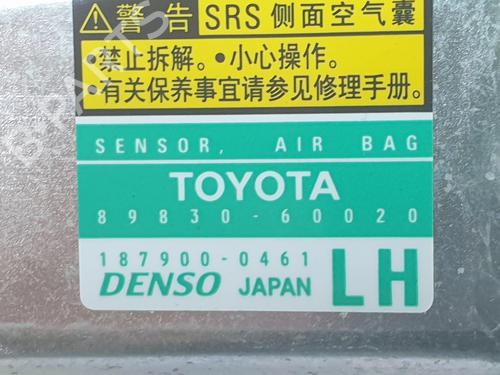 ⚠警告 SRS 侧面空气囊
•禁止拆解。•小心操作。
•有关保养事宜请参见修理手册.
SENSOR, AIR BAG
TOYOTA
89830-60020
187900-0461
DENSO JAPAN LH